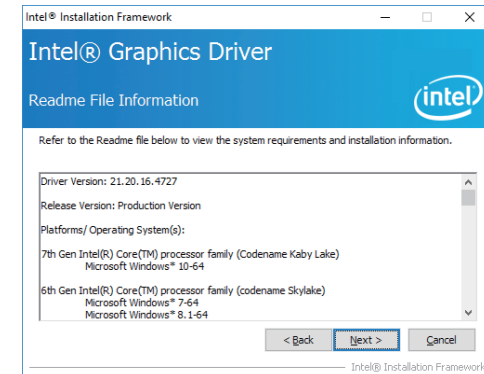 Intel® Installation Framework
Intel® Graphics Driver
Readme File Information
intel
Refer to the Readme file below to view the system requirements and installation information.
Driver Version: 21.20.16.4727
Release Version: Production Version
Platforms/ Operating System(s):
7th Gen Intel(R) Core(TM) processor family (Codename Kaby Lake)
Microsoft Windows* 10-64
6th Gen Intel(R) Core(TM) processor family (codename Skylake)
Microsoft Windows* 7-64
Microsoft Windows* 8.1-64
< Back Next > Cancel
Intel® Installation Framework